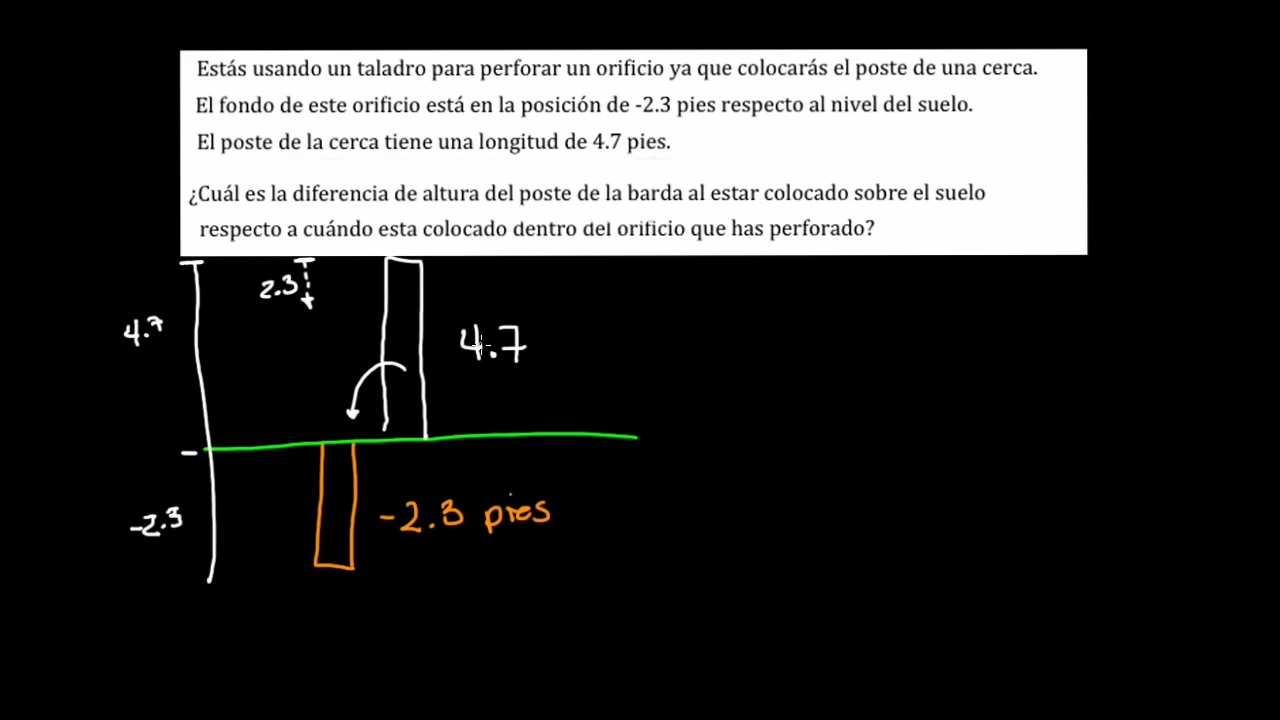 Estás usando un taladro para perforar un orificio ya que colocarás el poste de una cerca.
El fondo de este orificio está en la posición de -2.3 pies respecto al nivel del suelo.
El poste de la cerca tiene una longitud de 4.7 pies.
¿Cuál es la diferencia de altura del poste de la barda al estar colocado sobre el suelo
respecto a cuándo esta colocado dentro del orificio que has perforado?
2.3
4.7
4.7
-2.3
-2.3 pies